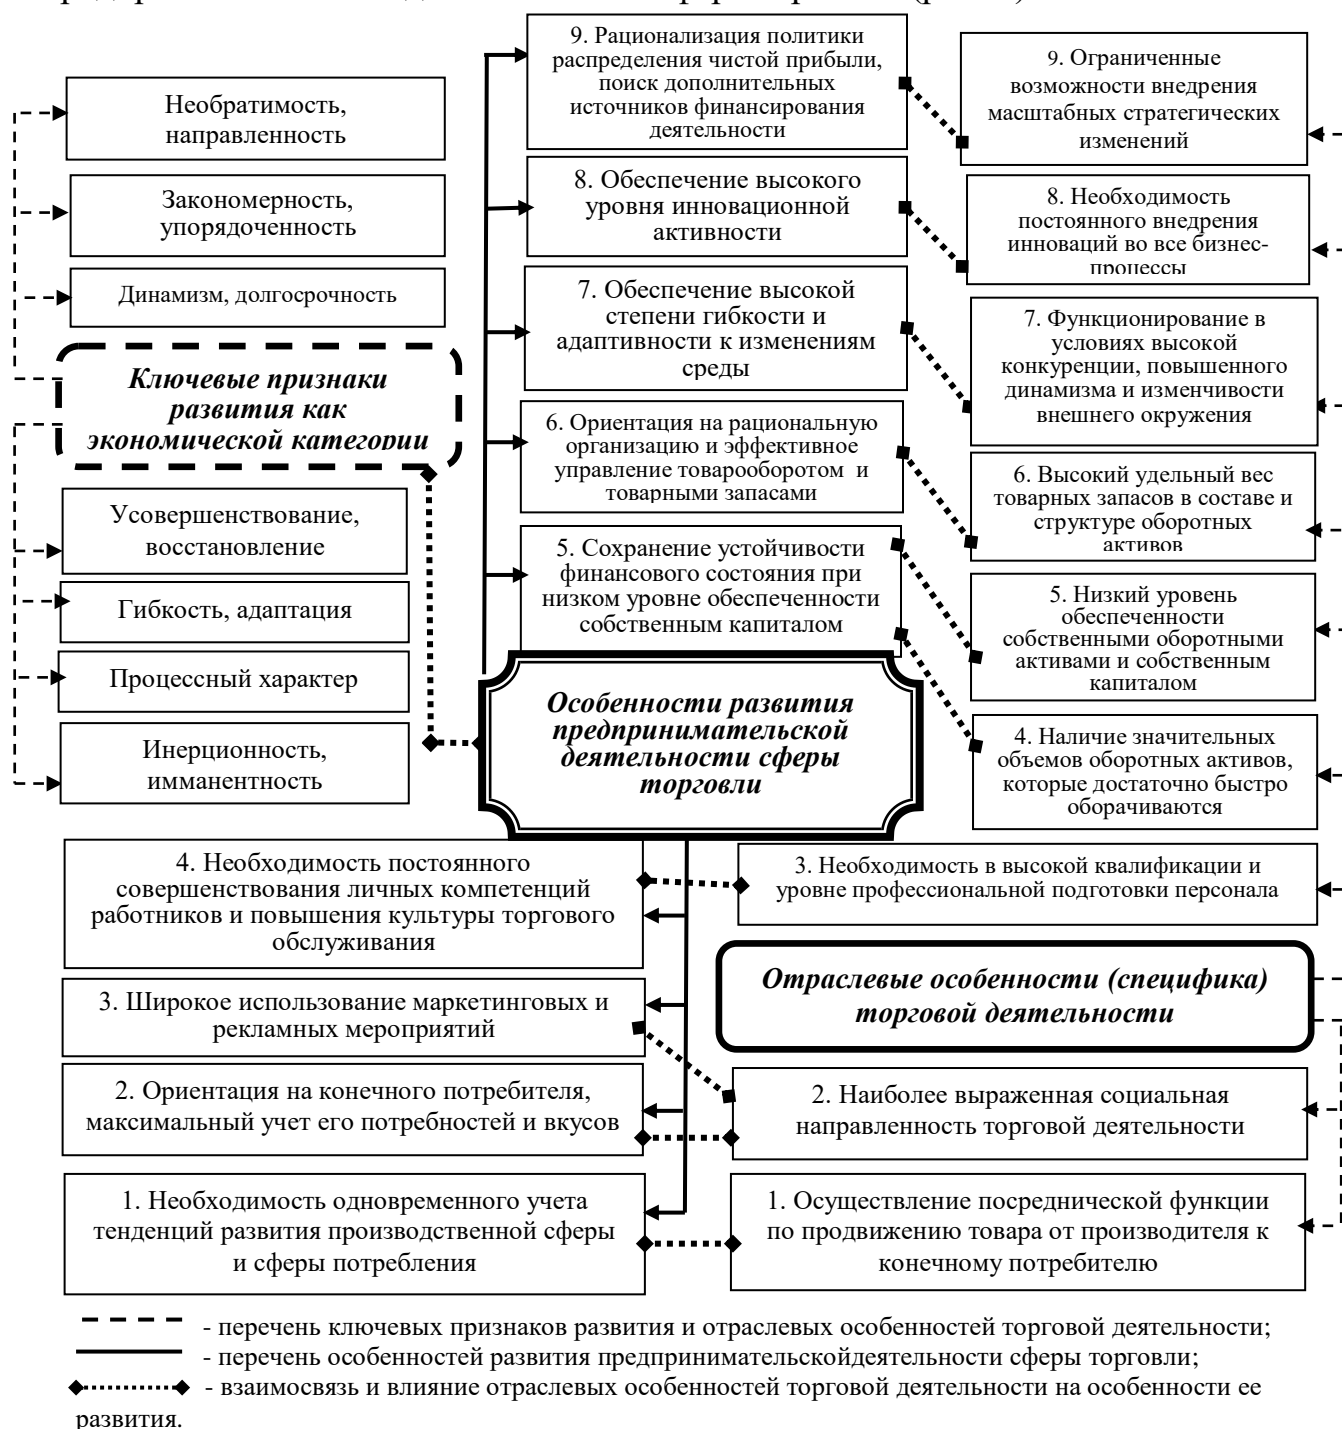 Необратимость,
направленность
Закономерность,
упорядоченность
Динамизм, долгосрочность
Ключевые признаки
развития как
экономической категории
Усовершенствование,
восстановление
Гибкость, адаптация
Процессный характер
Инерционность,
имманентность
9. Рационализация политики
распределения чистой прибыли,
поиск дополнительных
источников финансирования
деятельности
8. Обеспечение высокого
уровня инновационной
активности
7. Обеспечение высокой
степени гибкости и
адаптивности к изменениям
среды
6. Ориентация на рациональную
организацию и эффективное
управление товарооборотом и
товарными запасами
5. Сохранение устойчивости
финансового состояния при
низком уровне обеспеченности
собственным капиталом
Особенности развития
предпринимательской
деятельности сферы
торговли
9. Ограниченные
возможности внедрения
масштабных стратегических
изменений
8. Необходимость
постоянного внедрения
инноваций во все бизнес-
процессы
7. Функционирование в
условиях высокой
конкуренции, повышенного
динамизма и изменчивости
внешнего окружения
6. Высокий удельный вес
товарных запасов в составе и
структуре оборотных
активов
5. Низкий уровень
обеспеченности
собственными оборотными
активами и собственным
капиталом
4. Наличие значительных
объемов оборотных активов,
которые достаточно быстро
оборачиваются
4. Необходимость постоянного
совершенствования личных компетенций
работников и повышения культуры торгового
обслуживания
3. Необходимость в высокой квалификации и
уровне профессиональной подготовки персонала
Отраслевые особенности (специфика)
торговой деятельности
3. Широкое использование маркетинговых и
рекламных мероприятий
2. Ориентация на конечного потребителя,
максимальный учет его потребностей и вкусов
2. Наиболее выраженная социальная
направленность торговой деятельности
1. Необходимость одновременного учета
тенденций развития производственной сферы
и сферы потребления
1. Осуществление посреднической функции
по продвижению товара от производителя к
конечному потребителю
- перечень ключевых признаков развития и отраслевых особенностей торговой деятельности;
- перечень особенностей развития предпринимательскойдеятельности сферы торговли;
- взаимосвязь и влияние отраслевых особенностей торговой деятельности на особенности ее
развития.